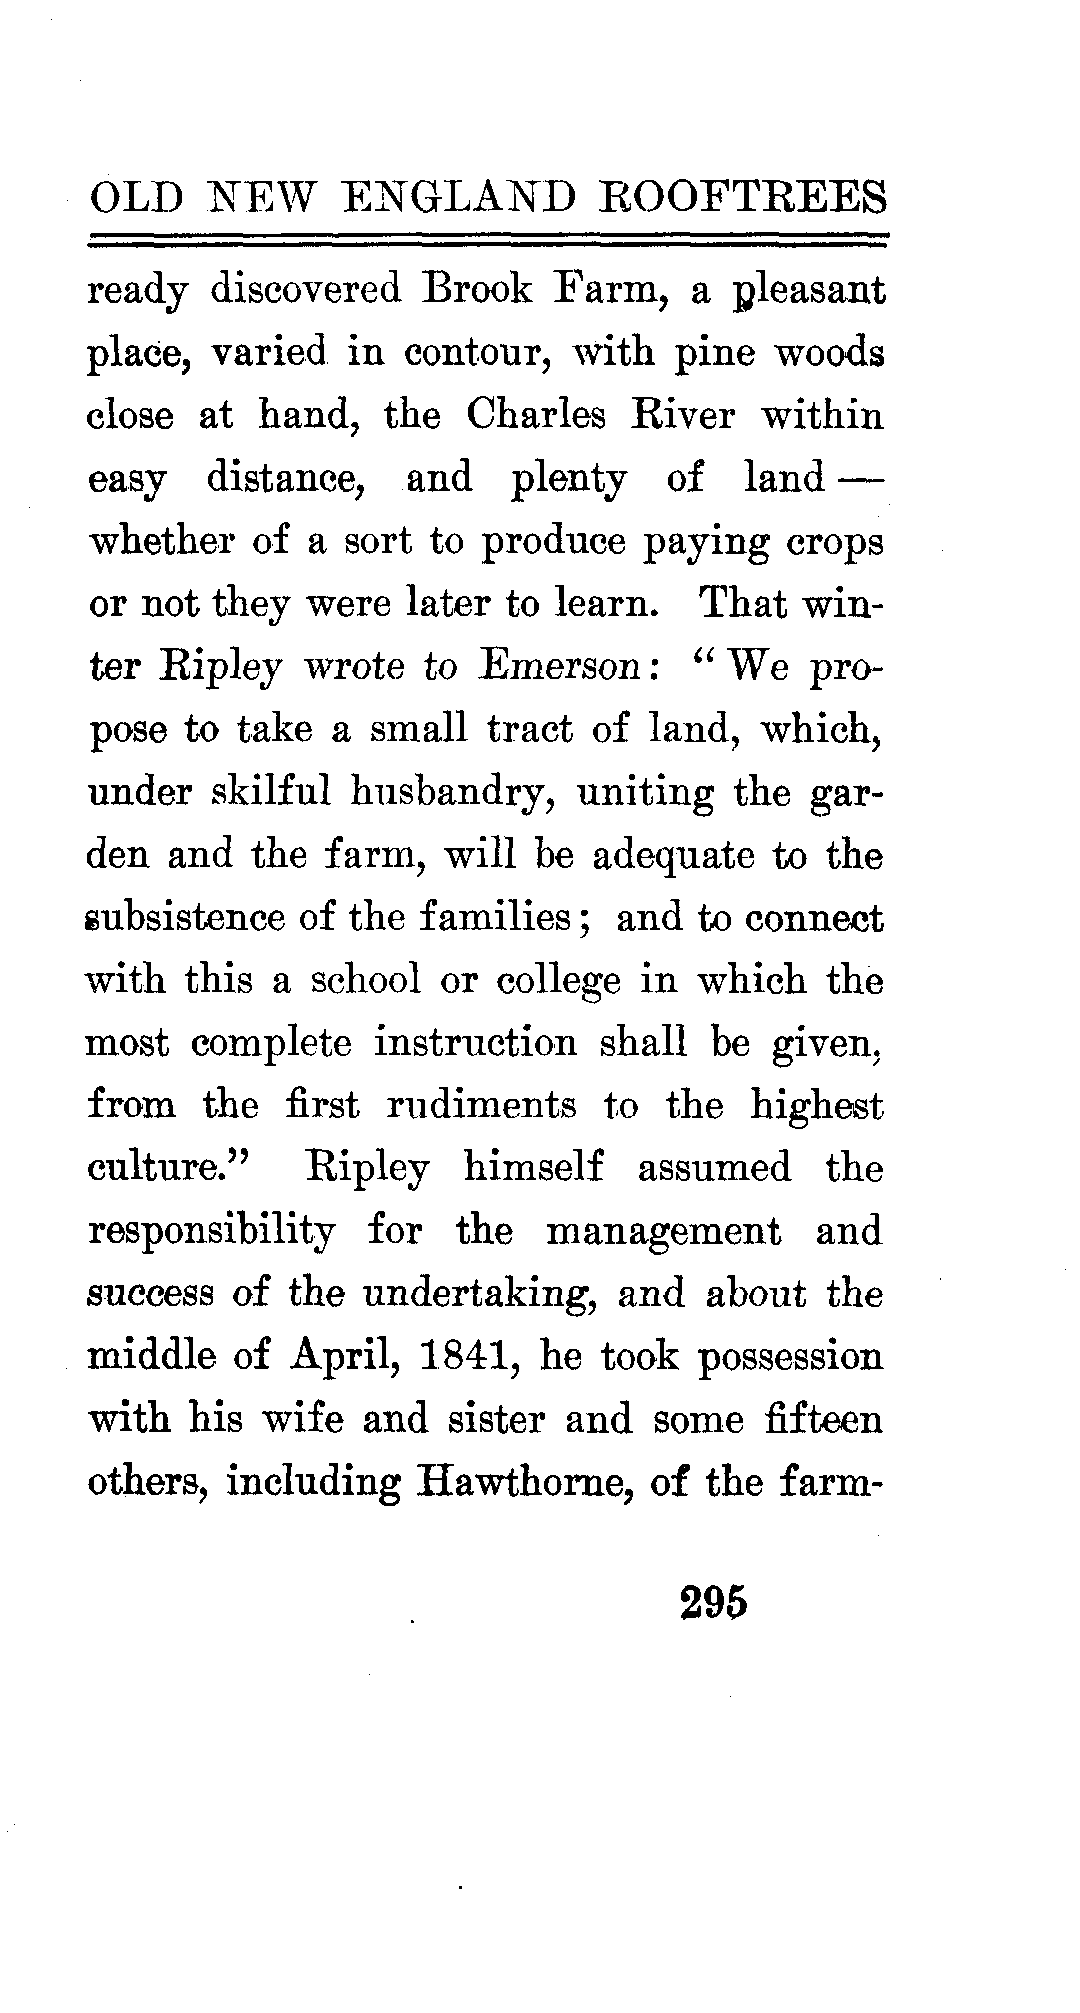 OLD NEW ENGLAND ROOFTREES
ready discovered Brook Farm, a pleasant
place, varied in contour, with pine woods
close at hand, the Charles River within
easy distance, and plenty of land —
whether of a sort to produce paying crops
or not they were later to learn. That win-
ter Ripley wrote to Emerson: “ We pro-
pose to take a small tract of land, which,
under skilful husbandry, uniting the gar-
den and the farm, will be adequate to the
subsistence of the families; and to connect
with this a school or college in which the
most complete instruction shall be given,
from the first rudiments to the highest
culture.” Ripley himself assumed the
responsibility for the management and
success of the undertaking, and about the
middle of April, 1841, he took possession
with his wife and sister and some fifteen
others, including Hawthorne, of the farm-
295